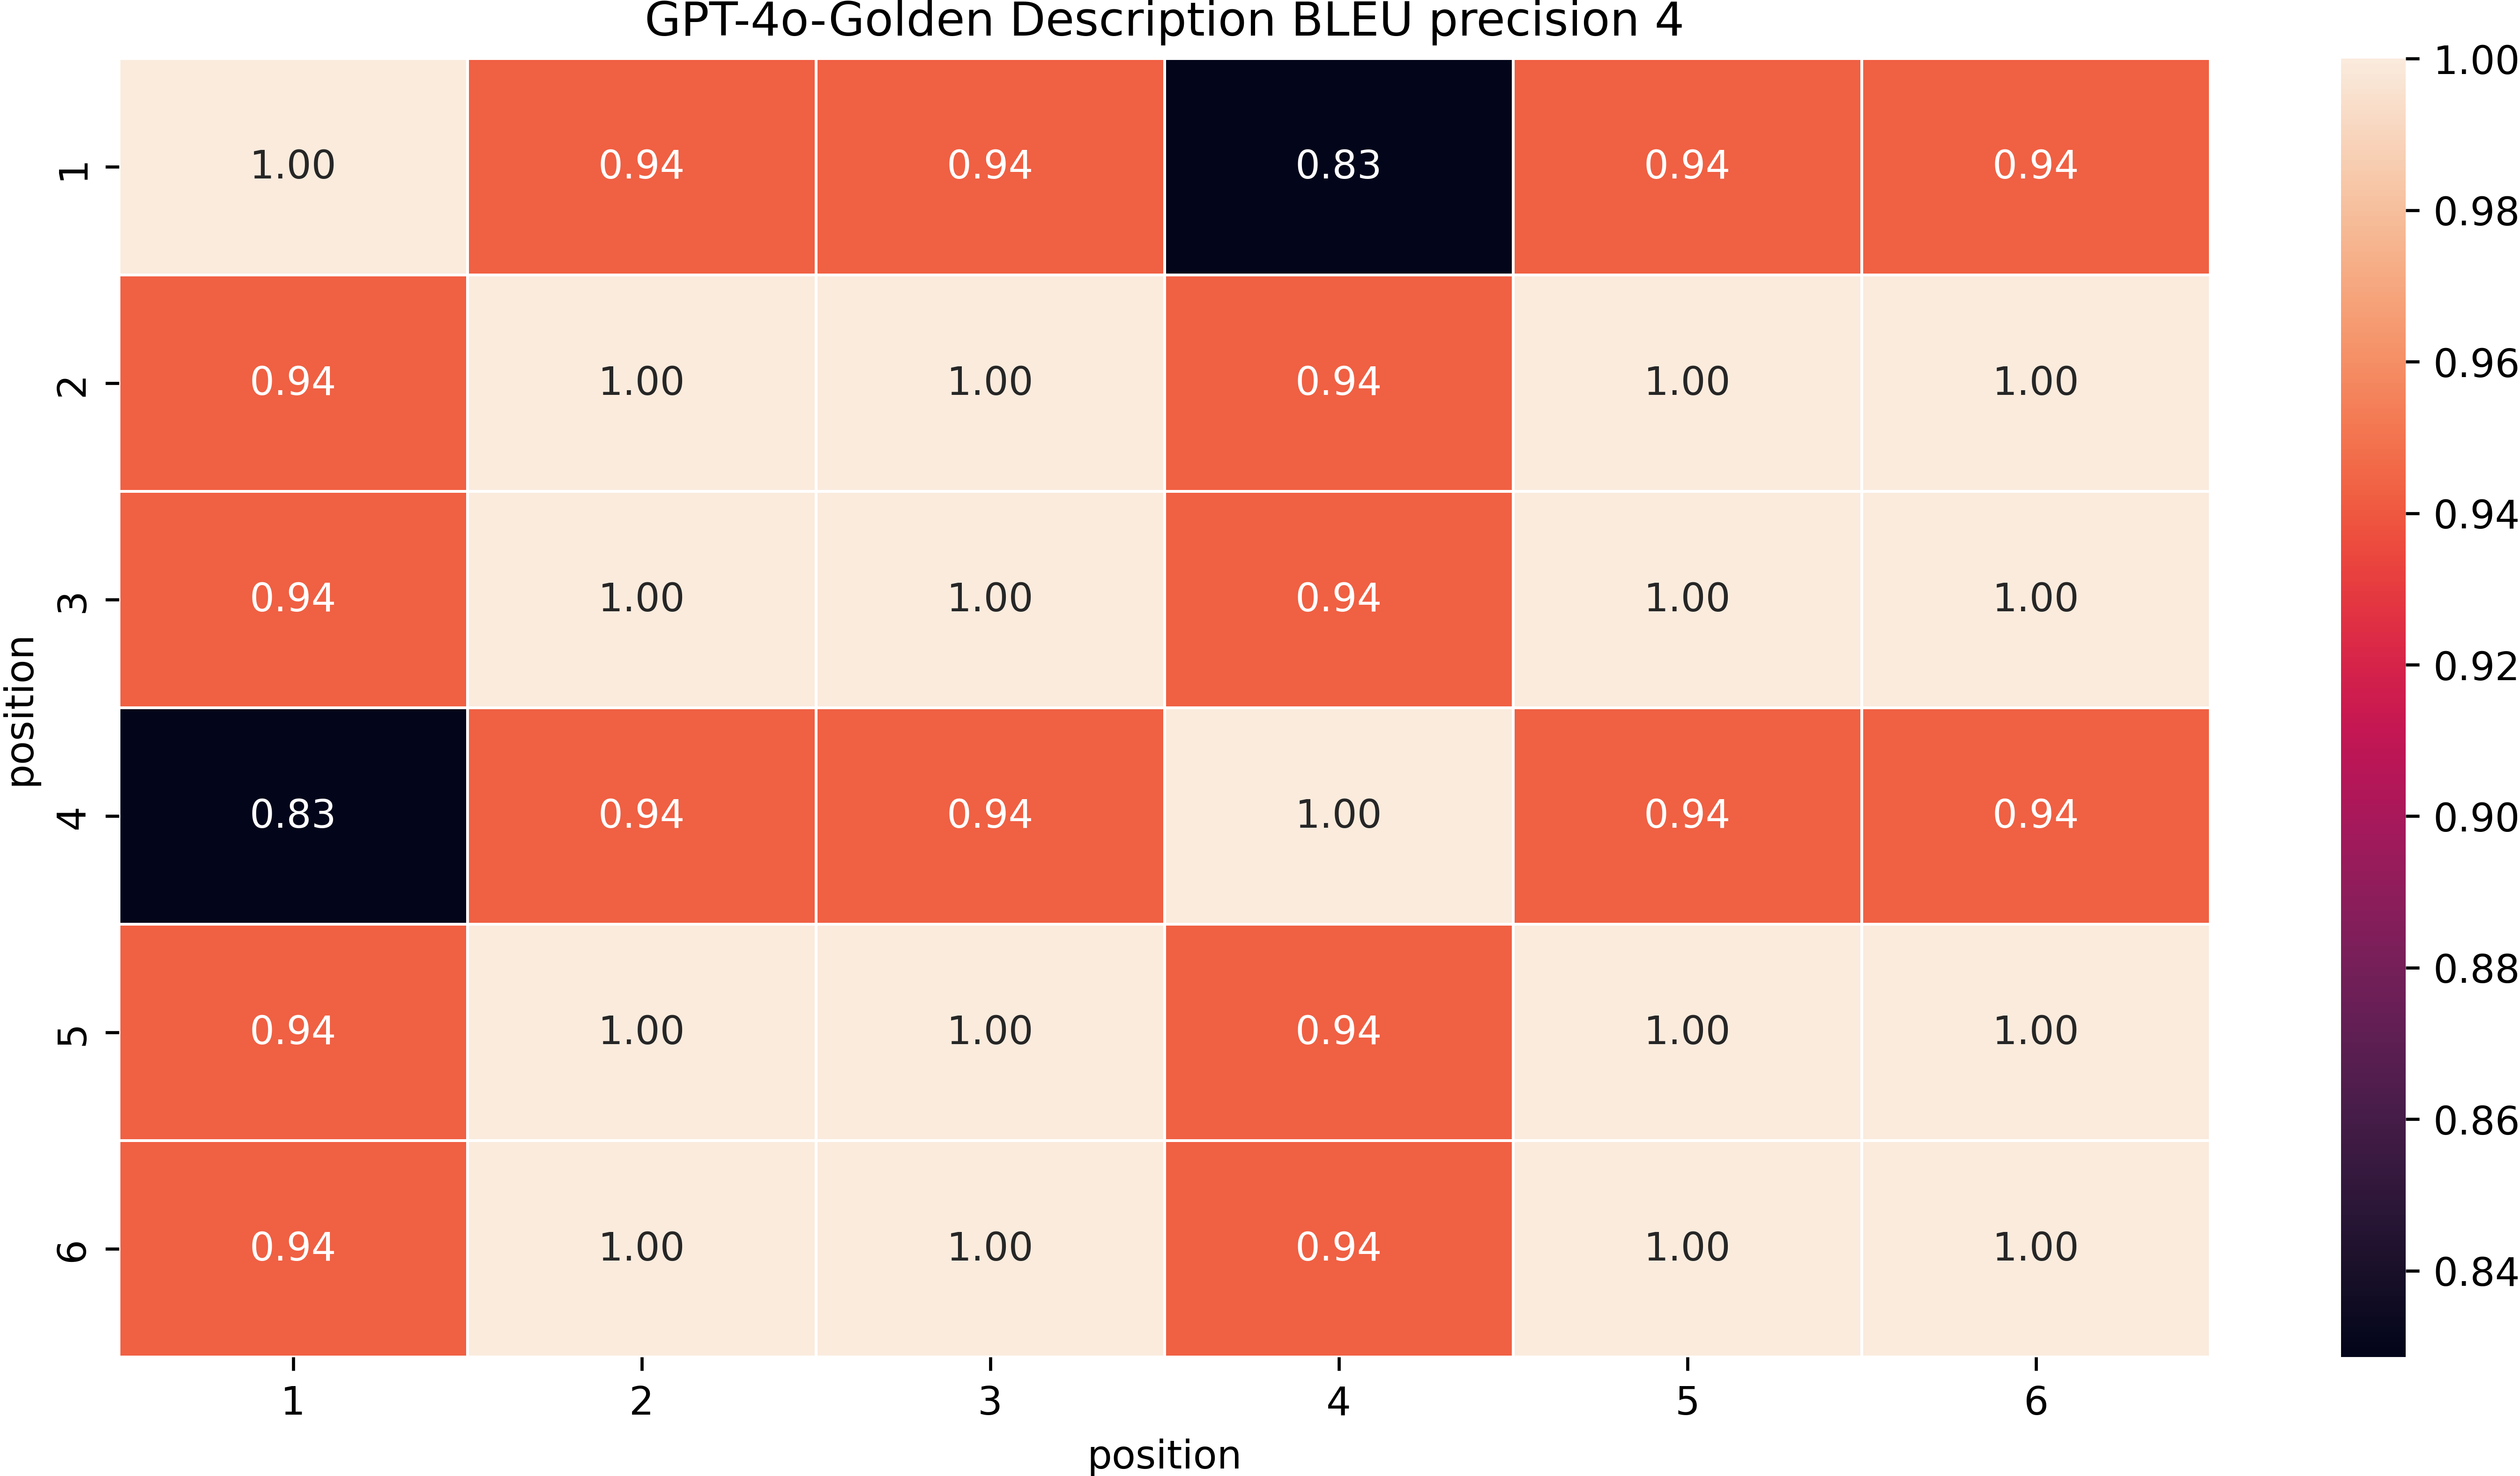 GPT-4o-Golden Description BLEU precision 4
1 1.00 0.94 0.94 0.83 0.94 0.94
2 0.94 1.00 1.00 0.94 1.00 1.00
3 0.94 1.00 1.00 0.94 1.00 1.00
4 0.83 0.94 0.94 1.00 0.94 0.94
5 0.94 1.00 1.00 0.94 1.00 1.00
6 0.94 1.00 1.00 0.94 1.00 1.00
position
1 2 3 4 5 6
position
1.00
0.98
0.96
0.94
0.92
0.90
0.88
0.86
0.84